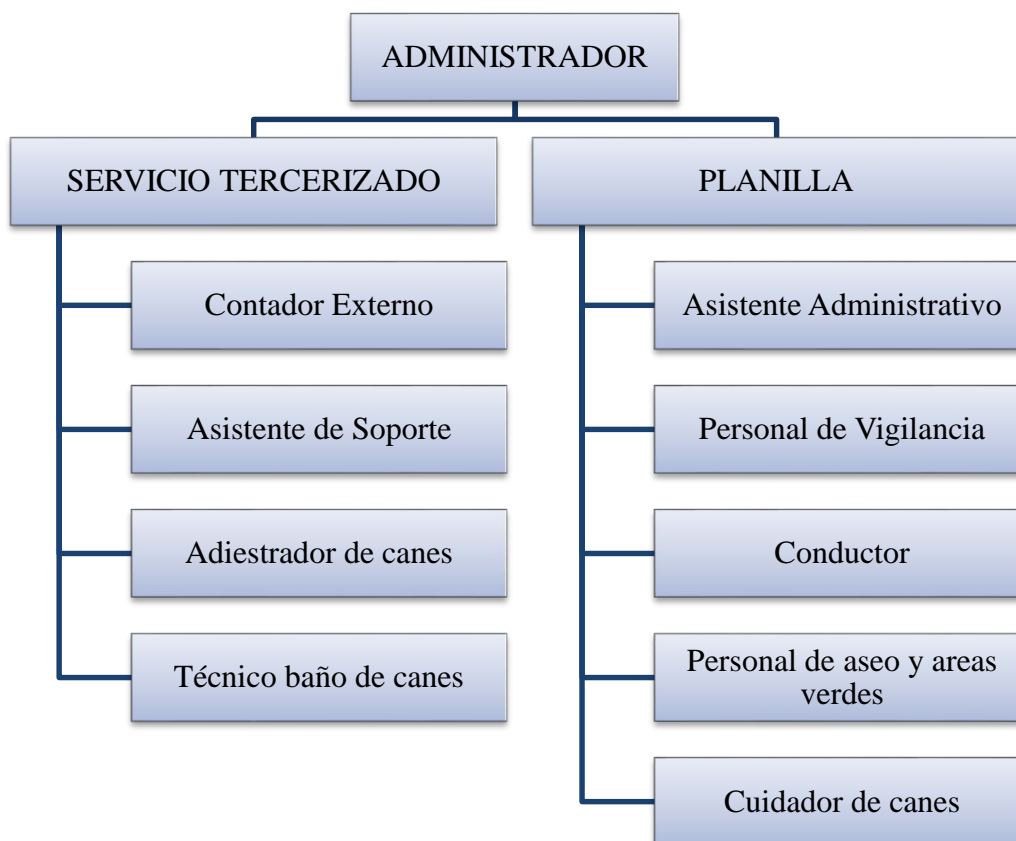 ADMINISTRADOR
SERVICIO TERCERIZADO
Contador Externo
Asistente de Soporte
Adiestrador de canes
Técnico baño de canes
PLANILLA
Asistente Administrativo
Personal de Vigilancia
Conductor
Personal de aseo y areas
verdes
Cuidador de canes